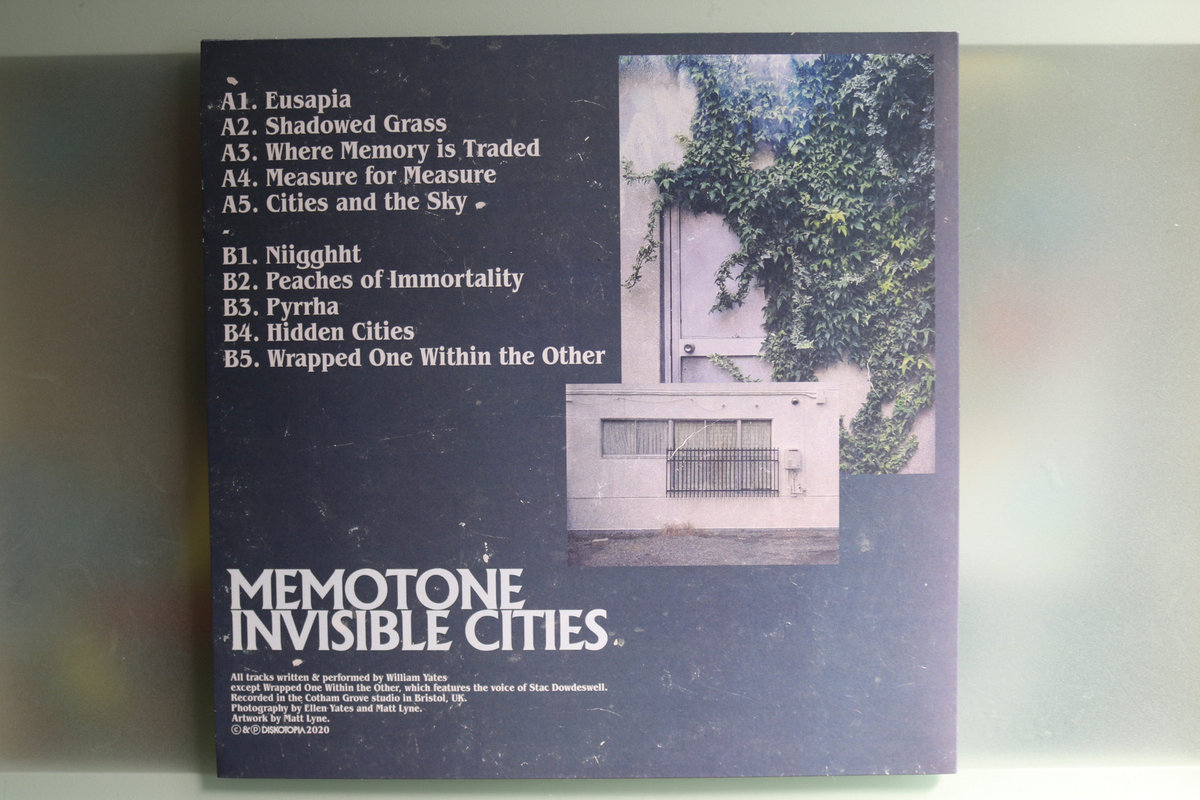 A1. Eusapia
A2. Shadowed Grass
A3. Where Memory is Traded
A4. Measure for Measure
A5. Cities and the Sky
B1. Niigghht
B2. Peaches of Immortality
B3. Pyrrha
B4. Hidden Cities
B5. Wrapped One Within the Other
MEMOTONE
INVISIBLE CITIES
All tracks written & performed by William Yates
except Wrapped One Within the Other, which features the voice of Stac Dowdeswell.
Recorded in the Cotham Grove studio in Bristol, UK.
Photography by Ellen Yates and Matt Lyne.
Artwork by Matt Lyne.
© & ℗ DISKOTOPIA 2020